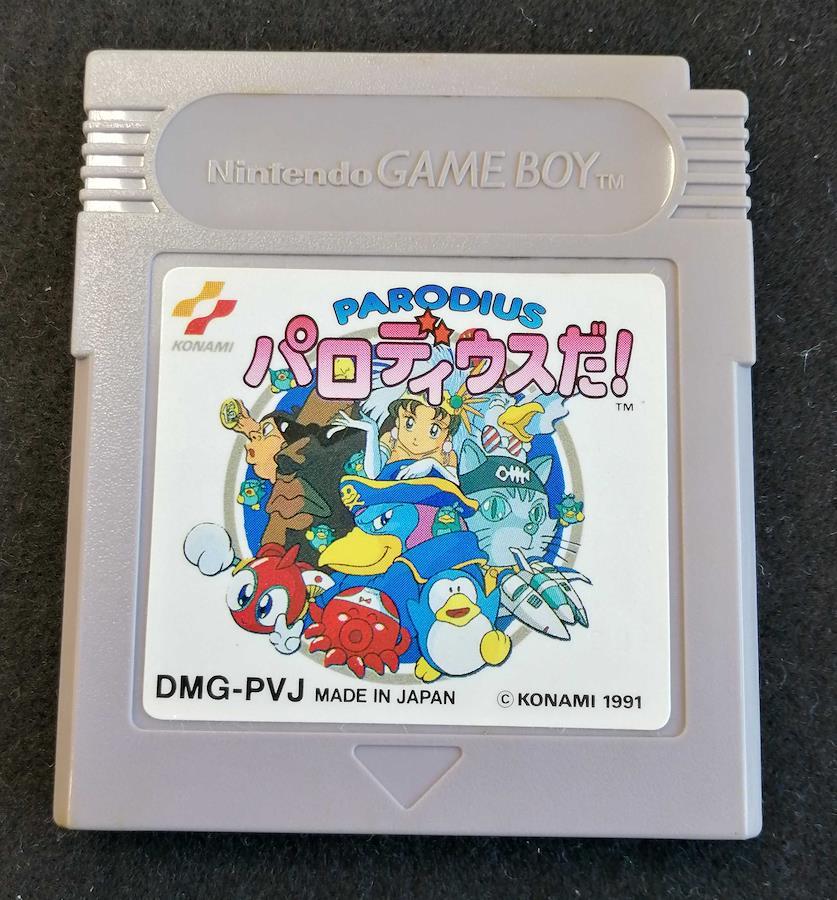 Nintendo GAME BOY TM
KONAMI
PARODIUS
パロディウスだ!
TM
DMG-PVJ MADE IN JAPAN © KONAMI 1991